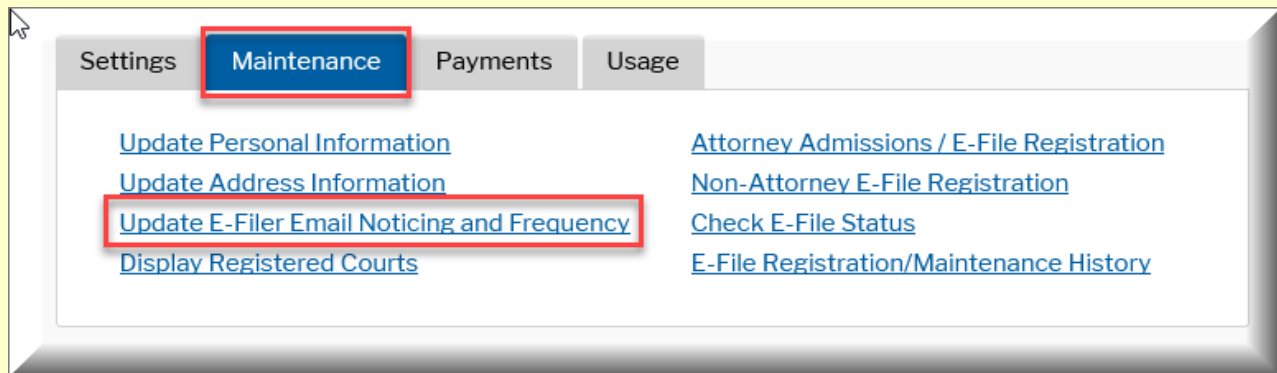 Settings Maintenance Payments Usage
Update Personal Information
Update Address Information
Update E-Filer Email Noticing and Frequency
Display Registered Courts
Attorney Admissions / E-File Registration
Non-Attorney E-File Registration
Check E-File Status
E-File Registration/Maintenance History